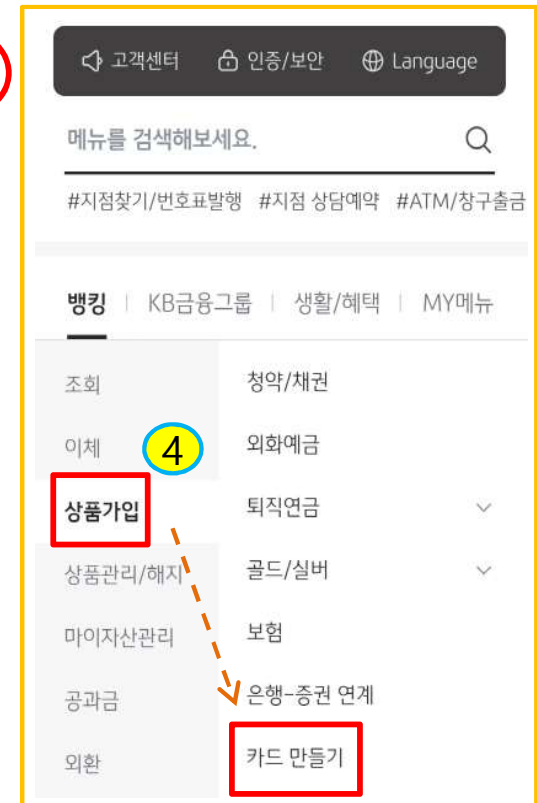 고객센터 인증/보안 Language
메뉴를 검색해보세요.
#지점찾기/번호표발행 #지점 상담예약 #ATM/창구출금
뱅킹 | KB금융그룹 | 생활/혜택 | MY메뉴
조회 청약/채권
이체 4 외화예금
상품가입 퇴직연금
상품관리/해지 골드/실버
마이자산관리 보험
공과금 은행-증권 연계
외환 카드 만들기